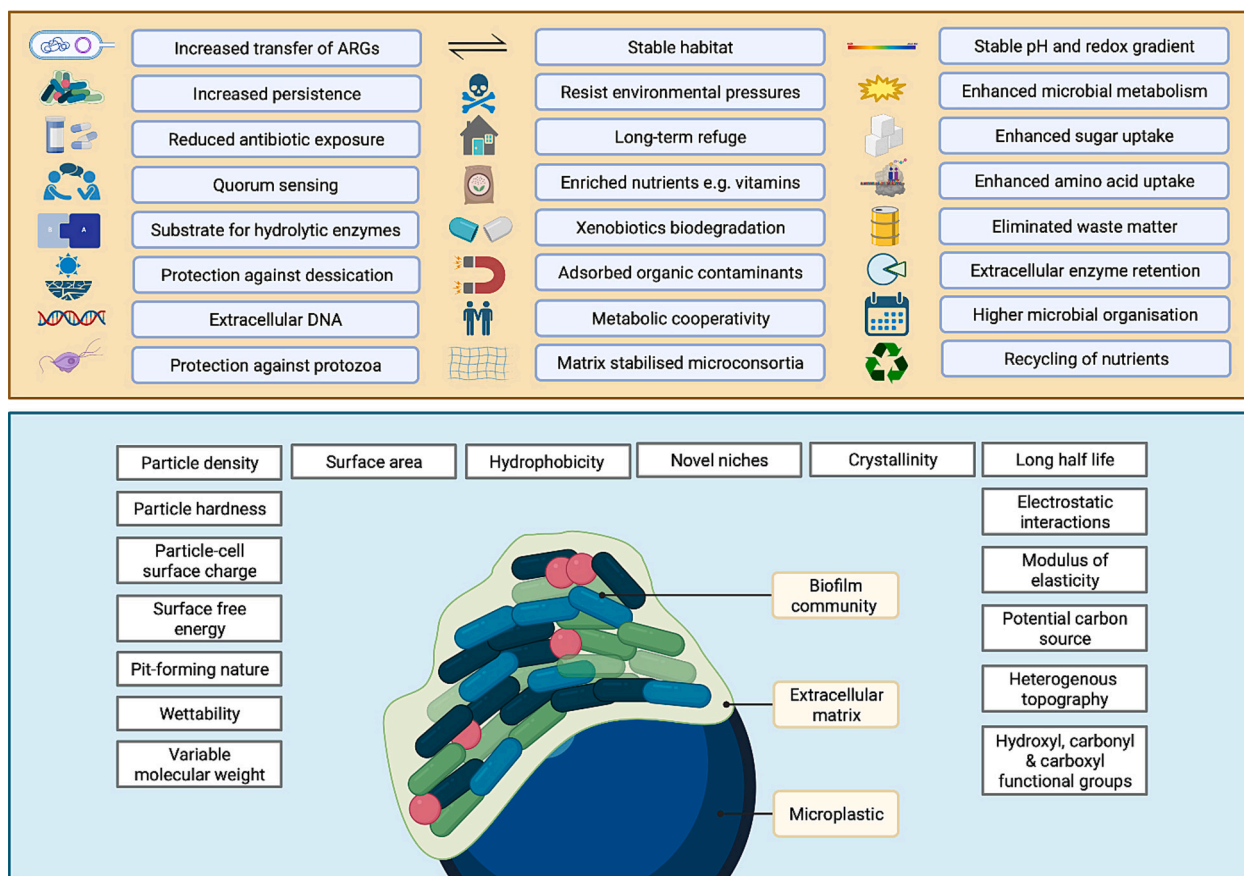 Increased transfer of ARGs
Stable habitat
Stable pH and redox gradient
Increased persistence
Resist environmental pressures
Enhanced microbial metabolism
Reduced antibiotic exposure
Long-term refuge
Enhanced sugar uptake
Quorum sensing
Enriched nutrients e.g. vitamins
Enhanced amino acid uptake
Substrate for hydrolytic enzymes
Xenobiotics biodegradation
Eliminated waste matter
Protection against dessication
Adsorbed organic contaminants
Extracellular enzyme retention
Extracellular DNA
Metabolic cooperativity
Higher microbial organisation
Protection against protozoa
Matrix stabilised microconsortia
Recycling of nutrients
B
A
Particle density
Surface area
Hydrophobicity
Novel niches
Crystallinity
Long half life
Particle hardness
Particle-cell
surface charge
Surface free
energy
Pit-forming nature
Wettability
Variable
molecular weight
Biofilm
community
Extracellular
matrix
Microplastic
Electrostatic
interactions
Modulus of
elasticity
Potential carbon
source
Heterogenous
topography
Hydroxyl, carbonyl
& carboxyl
functional groups